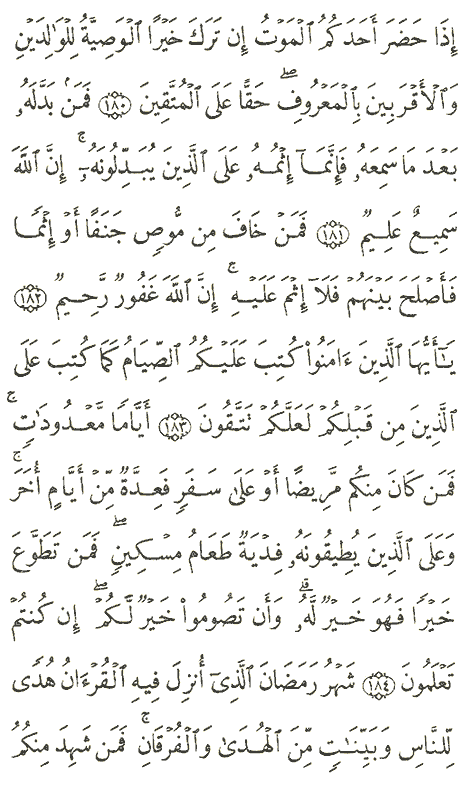 إِذَا حَضَرَ أَحَدَكُمُ ٱلْمَوْتُ إِن تَرَكَ خَيْرًا ٱلْوَصِيَّةُ لِلْوَٰلِدَيْنِ
وَٱلْأَقْرَبِينَ بِٱلْمَعْرُوفِ ۖ حَقًّا عَلَى ٱلْمُتَّقِينَ ١٨٠ فَمَنۢ بَدَّلَهُۥ
بَعْدَ مَا سَمِعَهُۥ فَإِنَّمَآ إِثْمُهُۥ عَلَى ٱلَّذِينَ يُبَدِّلُونَهُۥٓ ۚ إِنَّ ٱللَّهَ
سَمِيعٌ عَلِيمٌ ١٨١ فَمَنْ خَافَ مِن مُّوصٍ جَنَفًا أَوْ إِثْمًا
فَأَصْلَحَ بَيْنَهُمْ فَلَآ إِثْمَ عَلَيْهِ ۚ إِنَّ ٱللَّهَ غَفُورٌ رَّحِيمٌ ١٨٢
يَٰٓأَيُّهَا ٱلَّذِينَ ءَامَنُوا۟ كُتِبَ عَلَيْكُمُ ٱلصِّيَامُ كَمَا كُتِبَ عَلَى
ٱلَّذِينَ مِن قَبْلِكُمْ لَعَلَّكُمْ تَتَّقُونَ ١٨٣ أَيَّامًا مَّعْدُودَٰتٍ ۚ
فَمَن كَانَ مِنكُم مَّرِيضًا أَوْ عَلَىٰ سَفَرٍ فَعِدَّةٌ مِّنْ أَيَّامٍ أُخَرَ ۚ
وَعَلَى ٱلَّذِينَ يُطِيقُونَهُۥ فِدْيَةٌ طَعَامُ مِسْكِينٍ ۖ فَمَن تَطَوَّعَ
خَيْرًا فَهُوَ خَيْرٌ لَّهُۥ ۚ وَأَن تَصُومُوا۟ خَيْرٌ لَّكُمْ ۖ إِن كُنتُمْ
تَعْلَمُونَ ١٨٤ شَهْرُ رَمَضَانَ ٱلَّذِىٓ أُنزِلَ فِيهِ ٱلْقُرْءَانُ هُدًى
لِّلنَّاسِ وَبَيِّنَٰتٍ مِّنَ ٱلْهُدَىٰ وَٱلْفُرْقَانِ ۚ فَمَن شَهِدَ مِنكُمُ